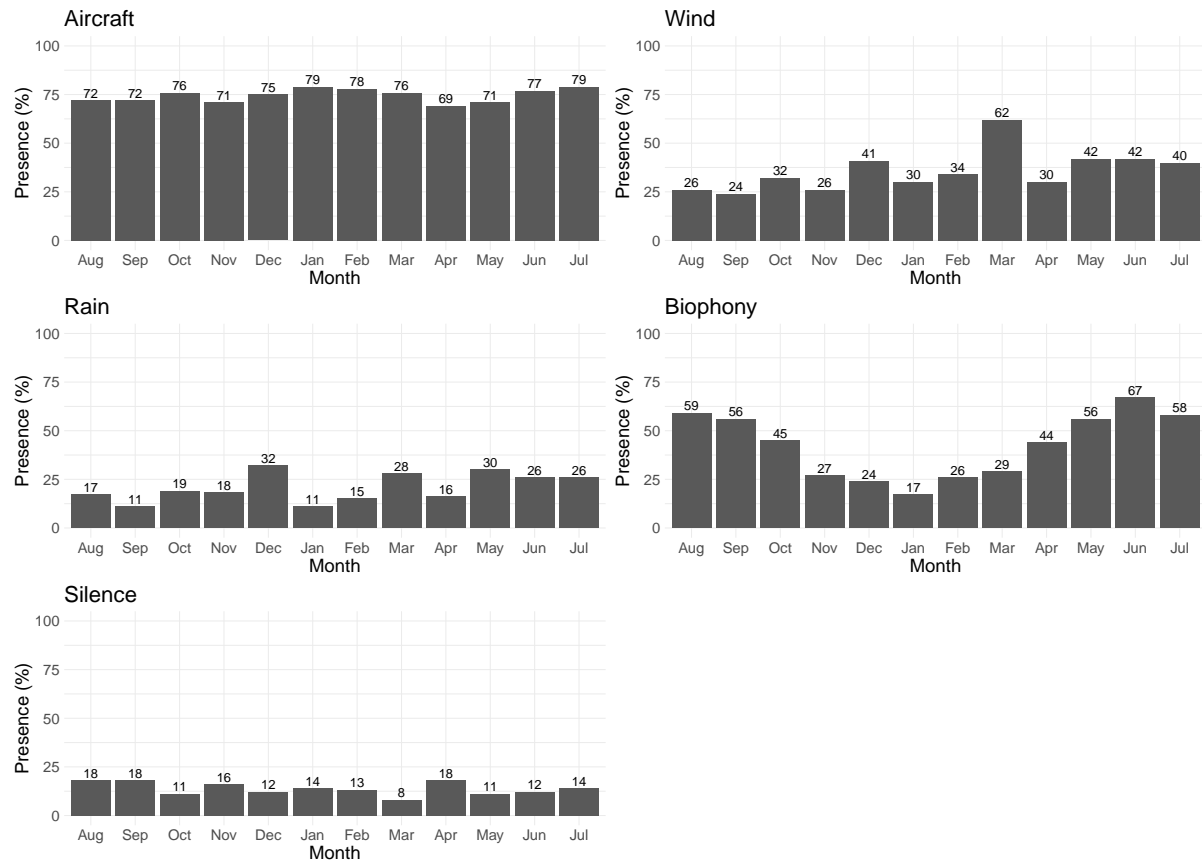 Aircraft
Presence (%)
100
75
50
25
0
72 72 76 71 75 79 78 76 69 71 77 79
Aug Sep Oct Nov Dec Jan Feb Mar Apr May Jun Jul
Month
Wind
Presence (%)
100
75
50
25
0
26 24 32 26 41 30 34 62 30 42 42 40
Aug Sep Oct Nov Dec Jan Feb Mar Apr May Jun Jul
Month
Rain
Presence (%)
100
75
50
25
0
17 11 19 18 32 11 15 28 16 30 26 26
Aug Sep Oct Nov Dec Jan Feb Mar Apr May Jun Jul
Month
Biophony
Presence (%)
100
75
50
25
0
59 56 45 27 24 17 26 29 44 56 67 58
Aug Sep Oct Nov Dec Jan Feb Mar Apr May Jun Jul
Month
Silence
Presence (%)
100
75
50
25
0
18 18 11 16 12 14 13 8 18 11 12 14
Aug Sep Oct Nov Dec Jan Feb Mar Apr May Jun Jul
Month